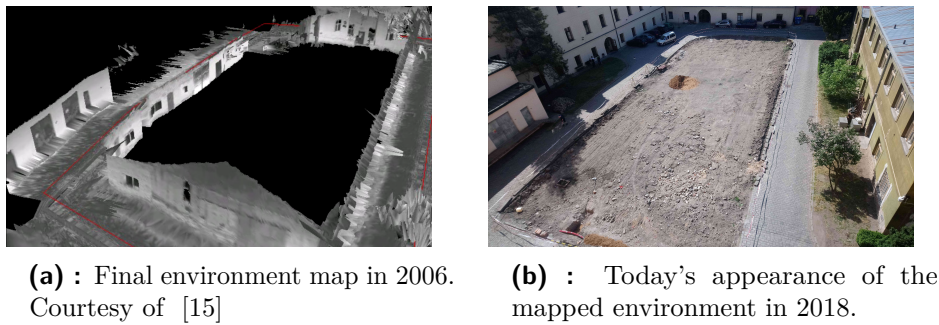 (a) : Final environment map in 2006.
Courtesy of [15]
(b) : Today's appearance of the
mapped environment in 2018.